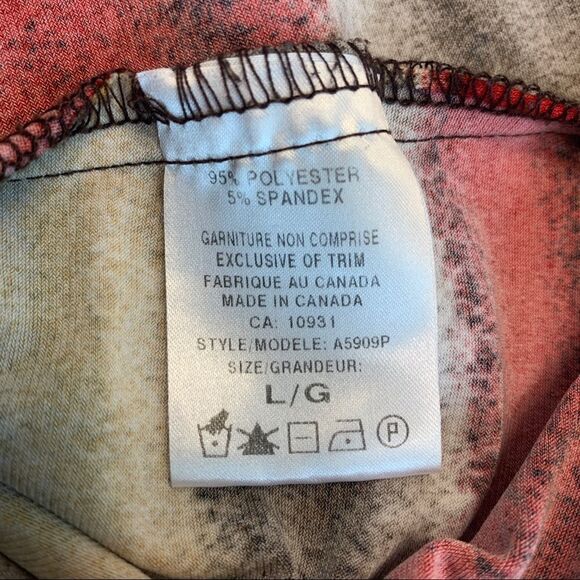 95% POLYESTER
5% SPANDEX
GARNITURE NON COMPRISE
EXCLUSIVE OF TRIM
FABRIQUE AU CANADA
MADE IN CANADA
CA: 10931
STYLE/MODELE: A5909P
SIZE/GRANDEUR:
L/G
P